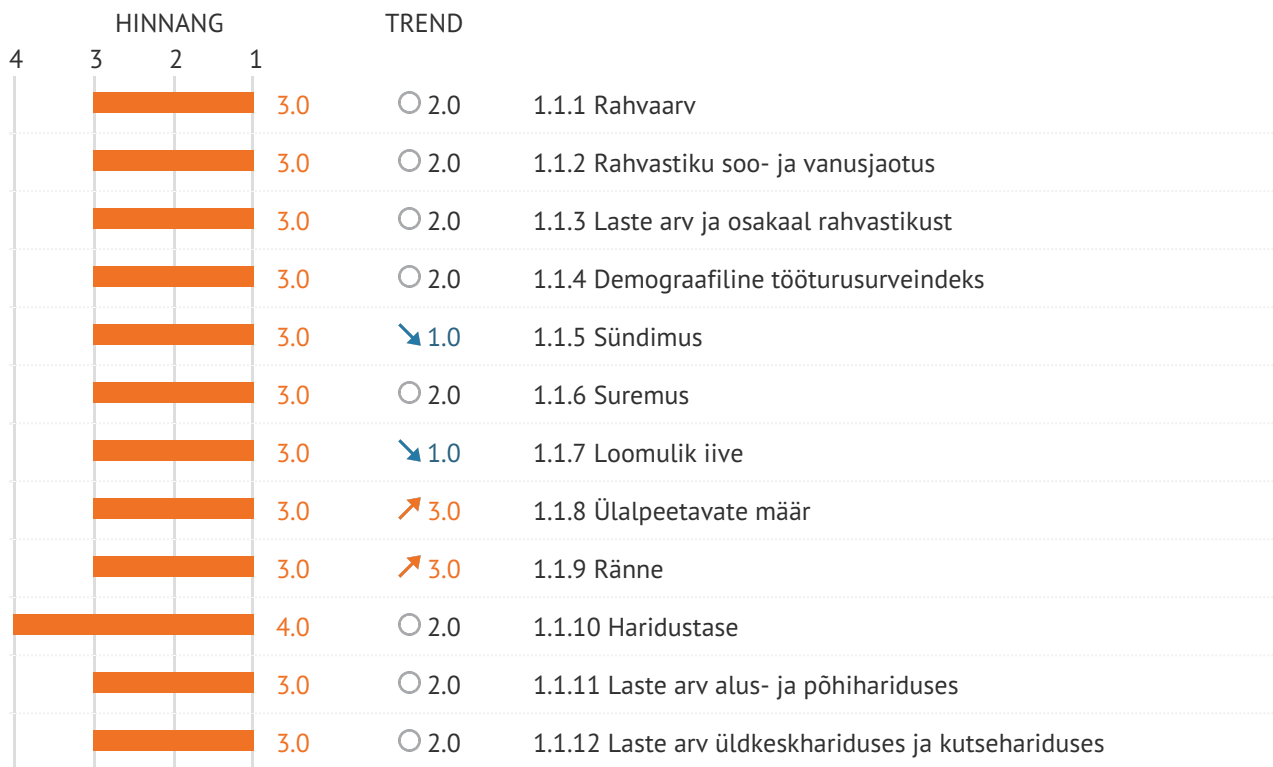 HINNANG TREND
4 3 2 1
3.0 2.0 1.1.1 Rahvaarv
3.0 2.0 1.1.2 Rahvastiku soo- ja vanusjaotus
3.0 2.0 1.1.3 Laste arv ja osakaal rahvastikust
3.0 2.0 1.1.4 Demograafiline tööturusurveindeks
3.0 1.0 1.1.5 Sündimus
3.0 2.0 1.1.6 Suremus
3.0 1.0 1.1.7 Loomulik iive
3.0 3.0 1.1.8 Ülalpeetavate määr
3.0 3.0 1.1.9 Ränne
4.0 2.0 1.1.10 Haridustase
3.0 2.0 1.1.11 Laste arv alus- ja põhihariduses
3.0 2.0 1.1.12 Laste arv üldkeskhariduses ja kutsehariduses